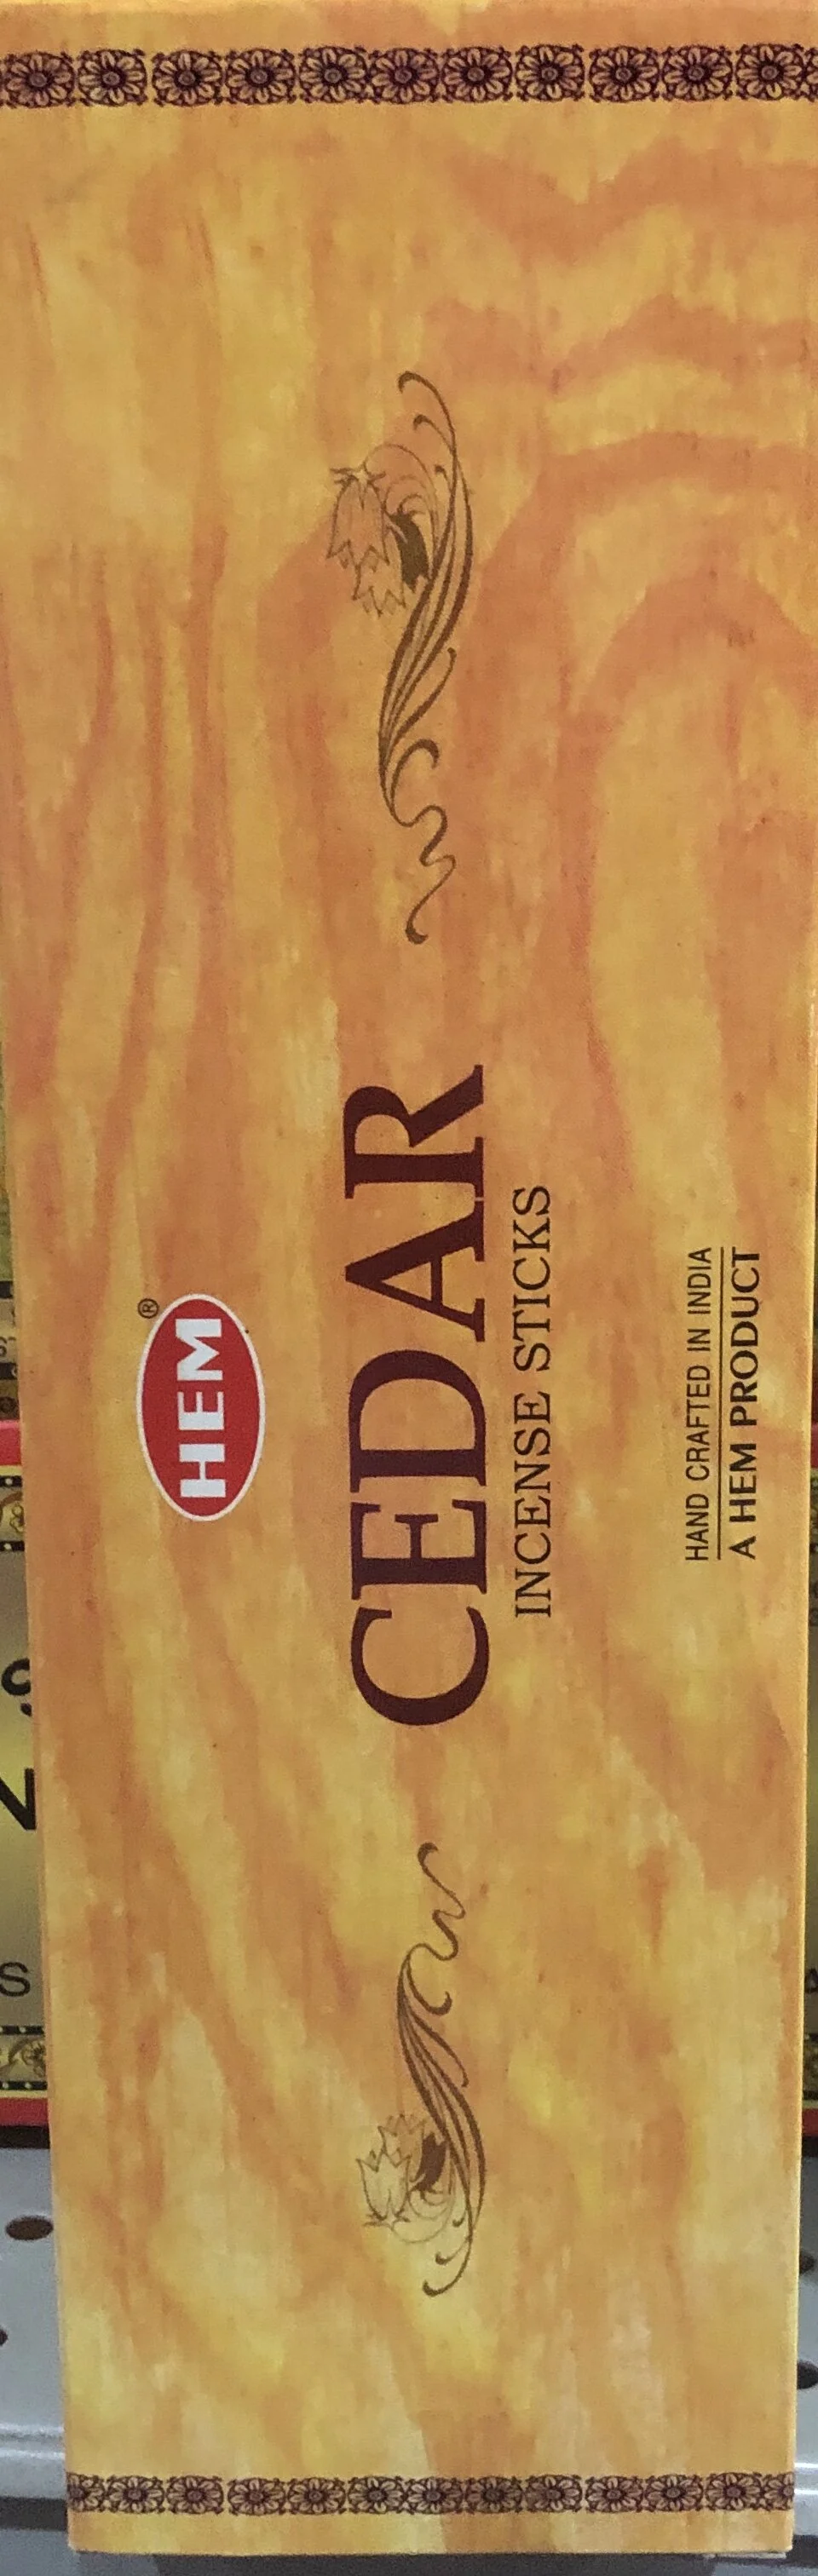 HEM®
CEDAR
INCENSE STICKS
HAND CRAFTED IN INDIA
A HEM PRODUCT